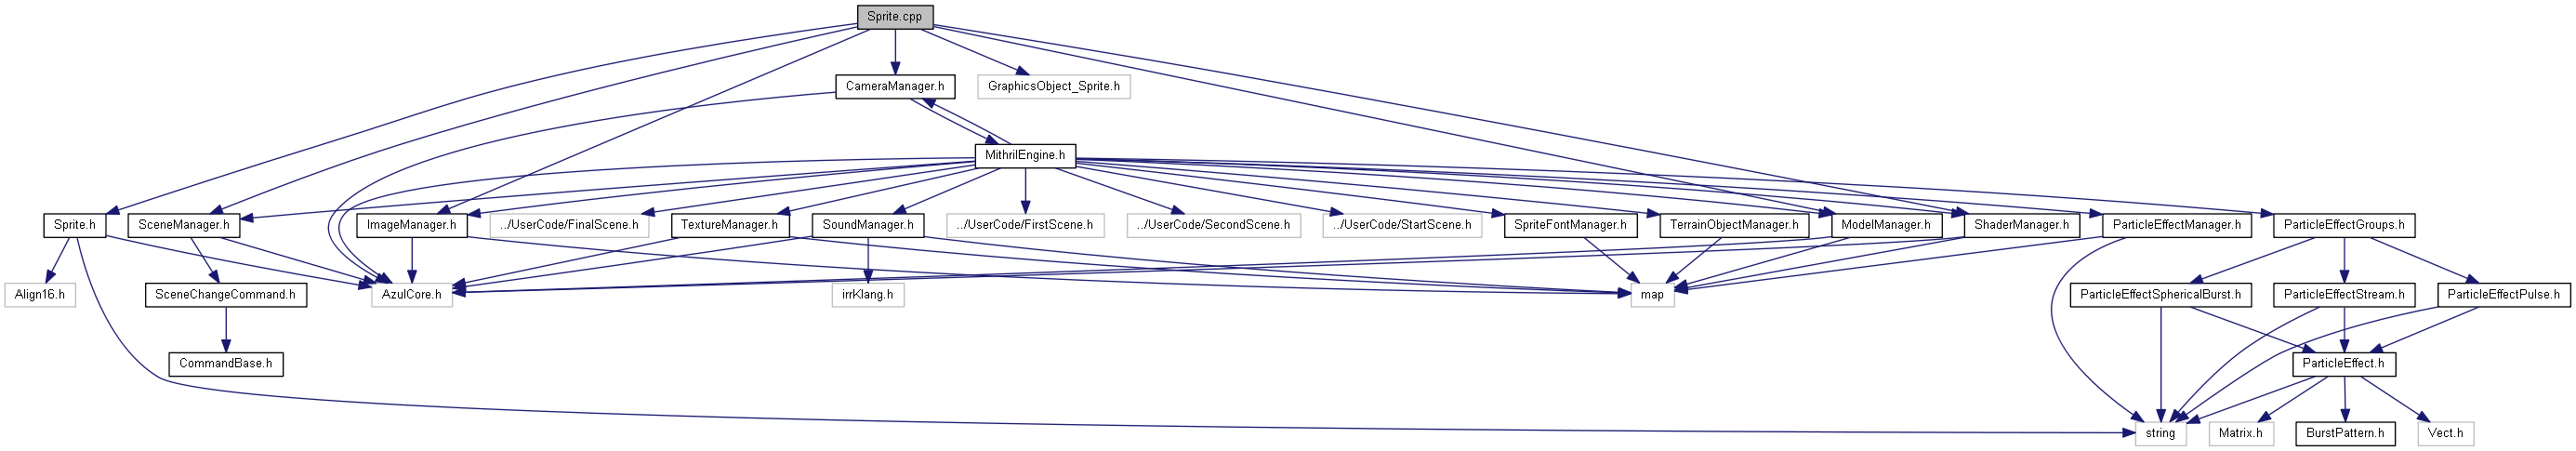 Sprite.cpp
CameraManager.h
GraphicsObject_Sprite.h
MithrilEngine.h
Sprite.h
SceneManager.h
ImageManager.h
../UserCode/FinalScene.h
TextureManager.h
SoundManager.h
../UserCode/FirstScene.h
../UserCode/SecondScene.h
../UserCode/StartScene.h
SpriteFontManager.h
TerrainObjectManager.h
ModelManager.h
ShaderManager.h
ParticleEffectManager.h
ParticleEffectGroups.h
Align16.h
SceneChangeCommand.h
AzulCore.h
irrKlang.h
map
ParticleEffectSphericalBurst.h
ParticleEffectStream.h
ParticleEffectPulse.h
CommandBase.h
ParticleEffect.h
string
Matrix.h
BurstPattern.h
Vect.h